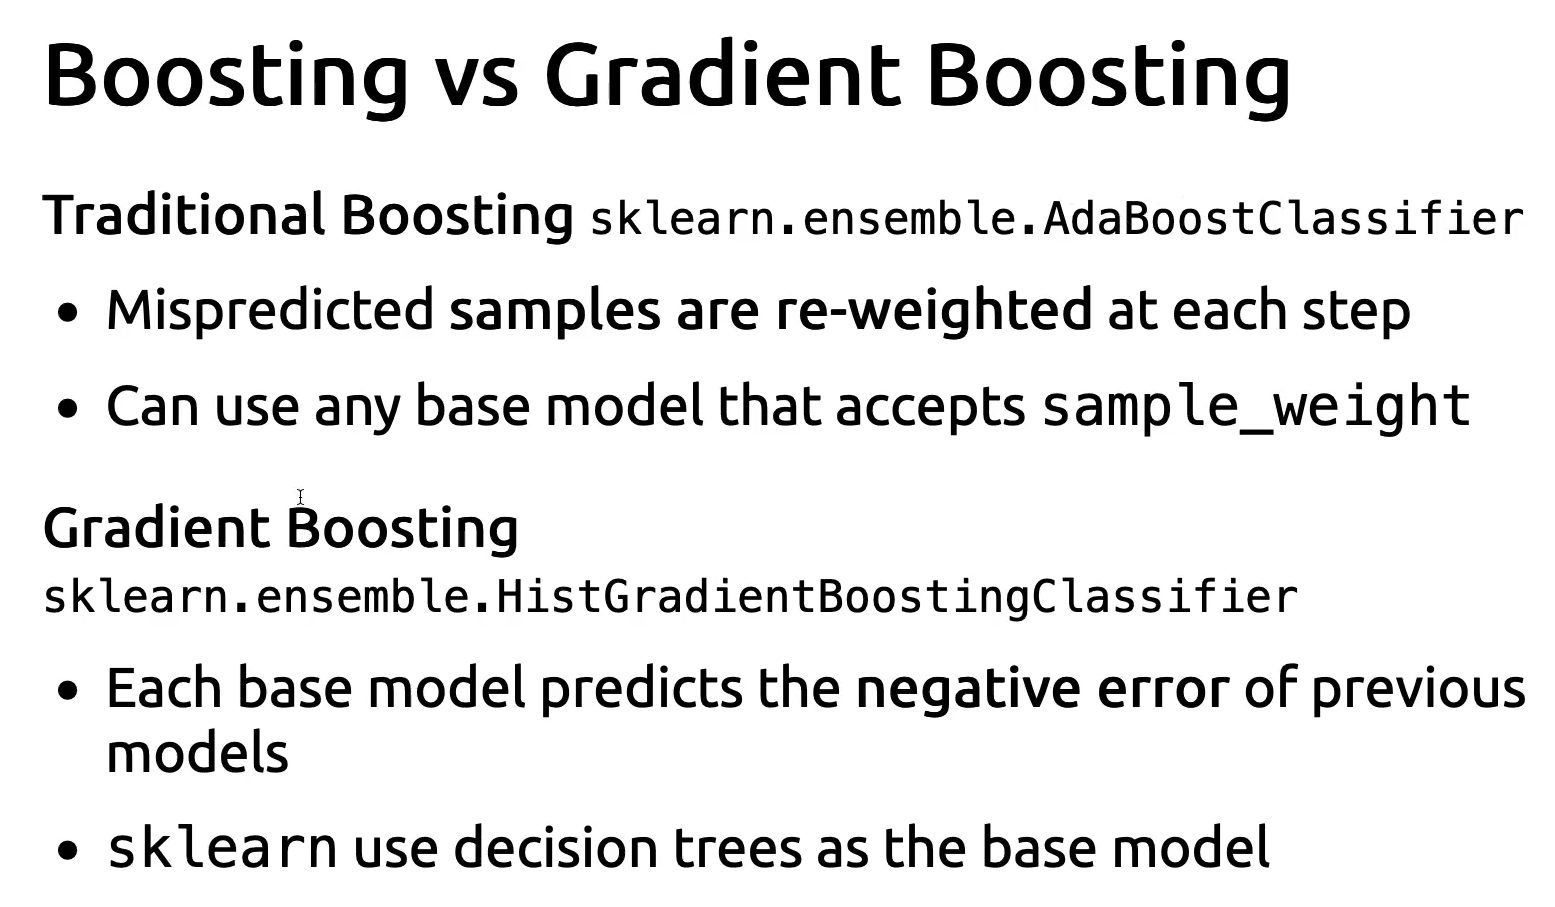 Boosting vs Gradient Boosting
Traditional Boosting sklearn.ensemble.AdaBoostClassifier
• Mispredicted samples are re-weighted at each step
• Can use any base model that accepts sample_weight
Gradient Boosting
sklearn.ensemble.HistGradientBoostingClassifier
• Each base model predicts the negative error of previous
models
• sklearn use decision trees as the base model